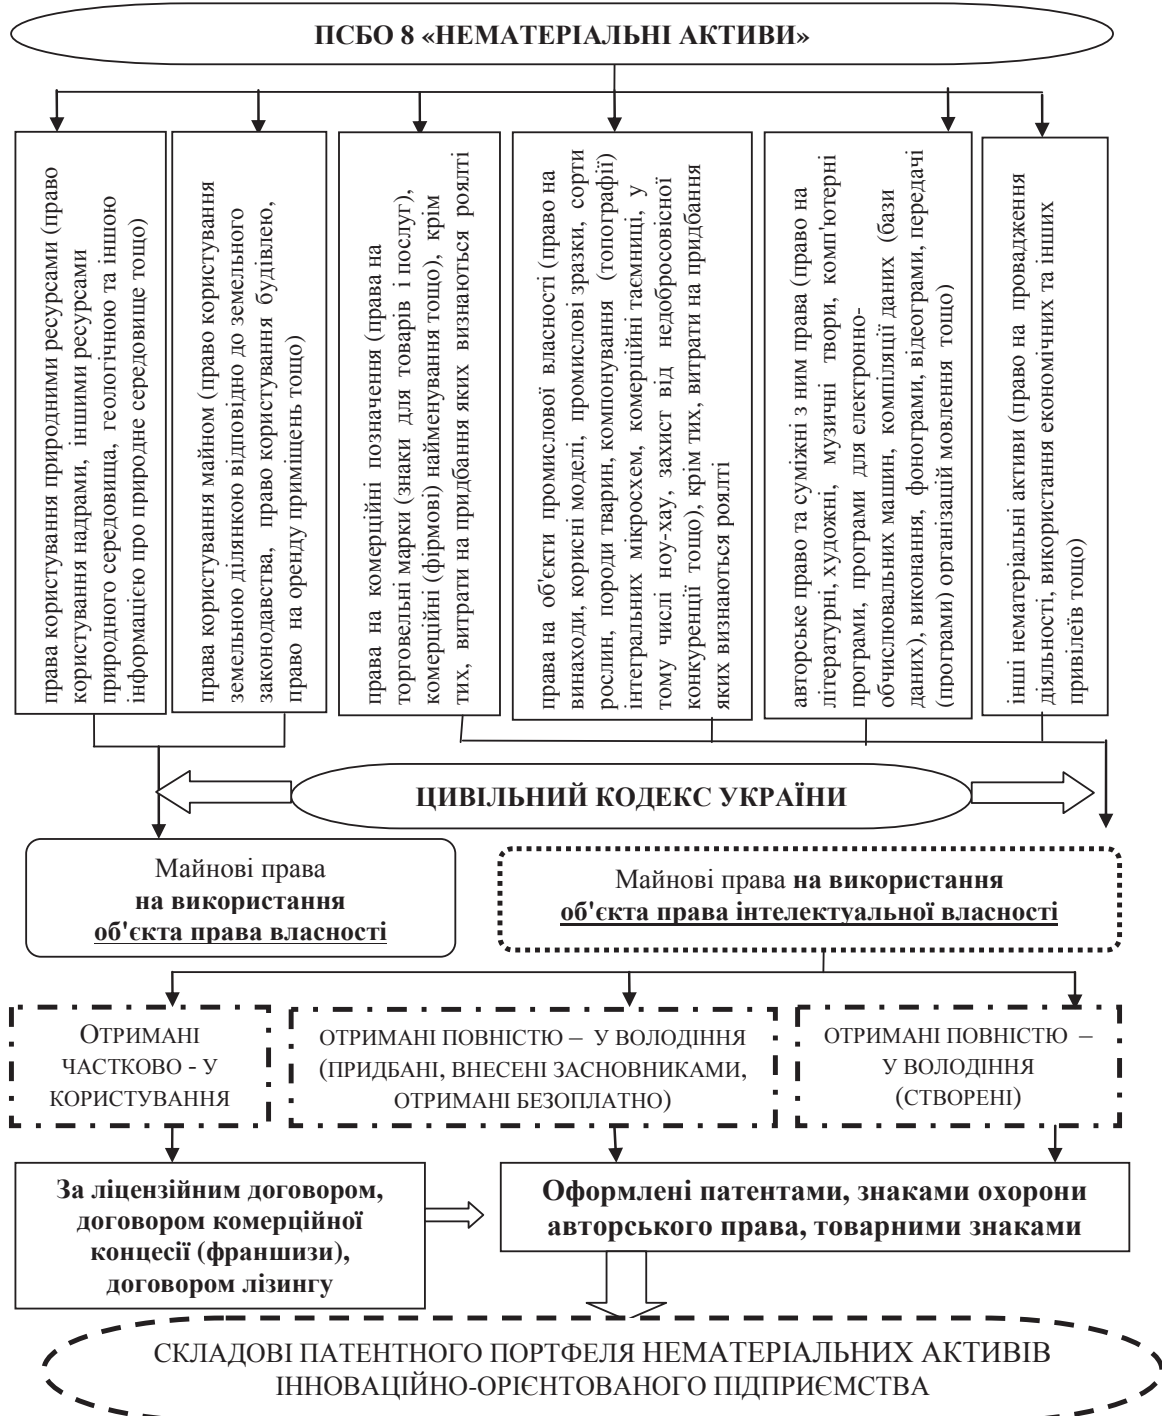 ПСБО 8 «НЕМАТЕРІАЛЬНІ АКТИВИ»
права користування природними ресурсами (право
користування надрами, іншими ресурсами
природного середовища, геологічною та іншою
інформацією про природне середовище тощо)
права користування майном (право користування
земельною ділянкою відповідно до земельного
законодавства, право користування будівлею,
право на оренду приміщень тощо)
права на комерційні позначення (права на
торговельні марки (знаки для товарів і послуг),
комерційні (фірмові) найменування тощо), крім
тих, витрати на придбання яких визнаються роялті
права на об'єкти промислової власності (право на
винаходи, корисні моделі, промислові зразки, сорти
рослин, породи тварин, компонування (топографії)
інтегральних мікросхем, комерційні таємниці, у
тому числі ноу-хау, захист від недобросовісної
конкуренції тощо), крім тих, витрати на придбання
яких визнаються роялті
авторське право та суміжні з ним права (право на
літературні, художні, музичні твори, комп'ютерні
програми, програми для електронно-
обчислювальних машин, компіляції даних (бази
даних), виконання, фонограми, відеограми, передачі
(програми) організацій мовлення тощо)
інші нематеріальні активи (право на провадження
діяльності, використання економічних та інших
привілеїв тощо)
ЦИВІЛЬНИЙ КОДЕКС УКРАЇНИ
Майнові права
на використання
об'єкта права власності
Майнові права на використання
об'єкта права інтелектуальної власності
ОТРИМАНІ
ЧАСТКОВО - У
КОРИСТУВАННЯ
ОТРИМАНІ ПОВНІСТЮ – У ВОЛОДІННЯ
(ПРИДБАНІ, ВНЕСЕНІ ЗАСНОВНИКАМИ,
ОТРИМАНІ БЕЗОПЛАТНО)
ОТРИМАНІ ПОВНІСТЮ –
У ВОЛОДІННЯ
(СТВОРЕНІ)
За ліцензійним договором,
договором комерційної
концесії (франшизи),
договором лізингу
Оформлені патентами, знаками охорони
авторського права, товарними знаками
СКЛАДОВІ ПАТЕНТНОГО ПОРТФЕЛЯ НЕМАТЕРІАЛЬНИХ АКТИВІВ
ІННОВАЦІЙНО-ОРІЄНТОВАНОГО ПІДПРИЄМСТВА